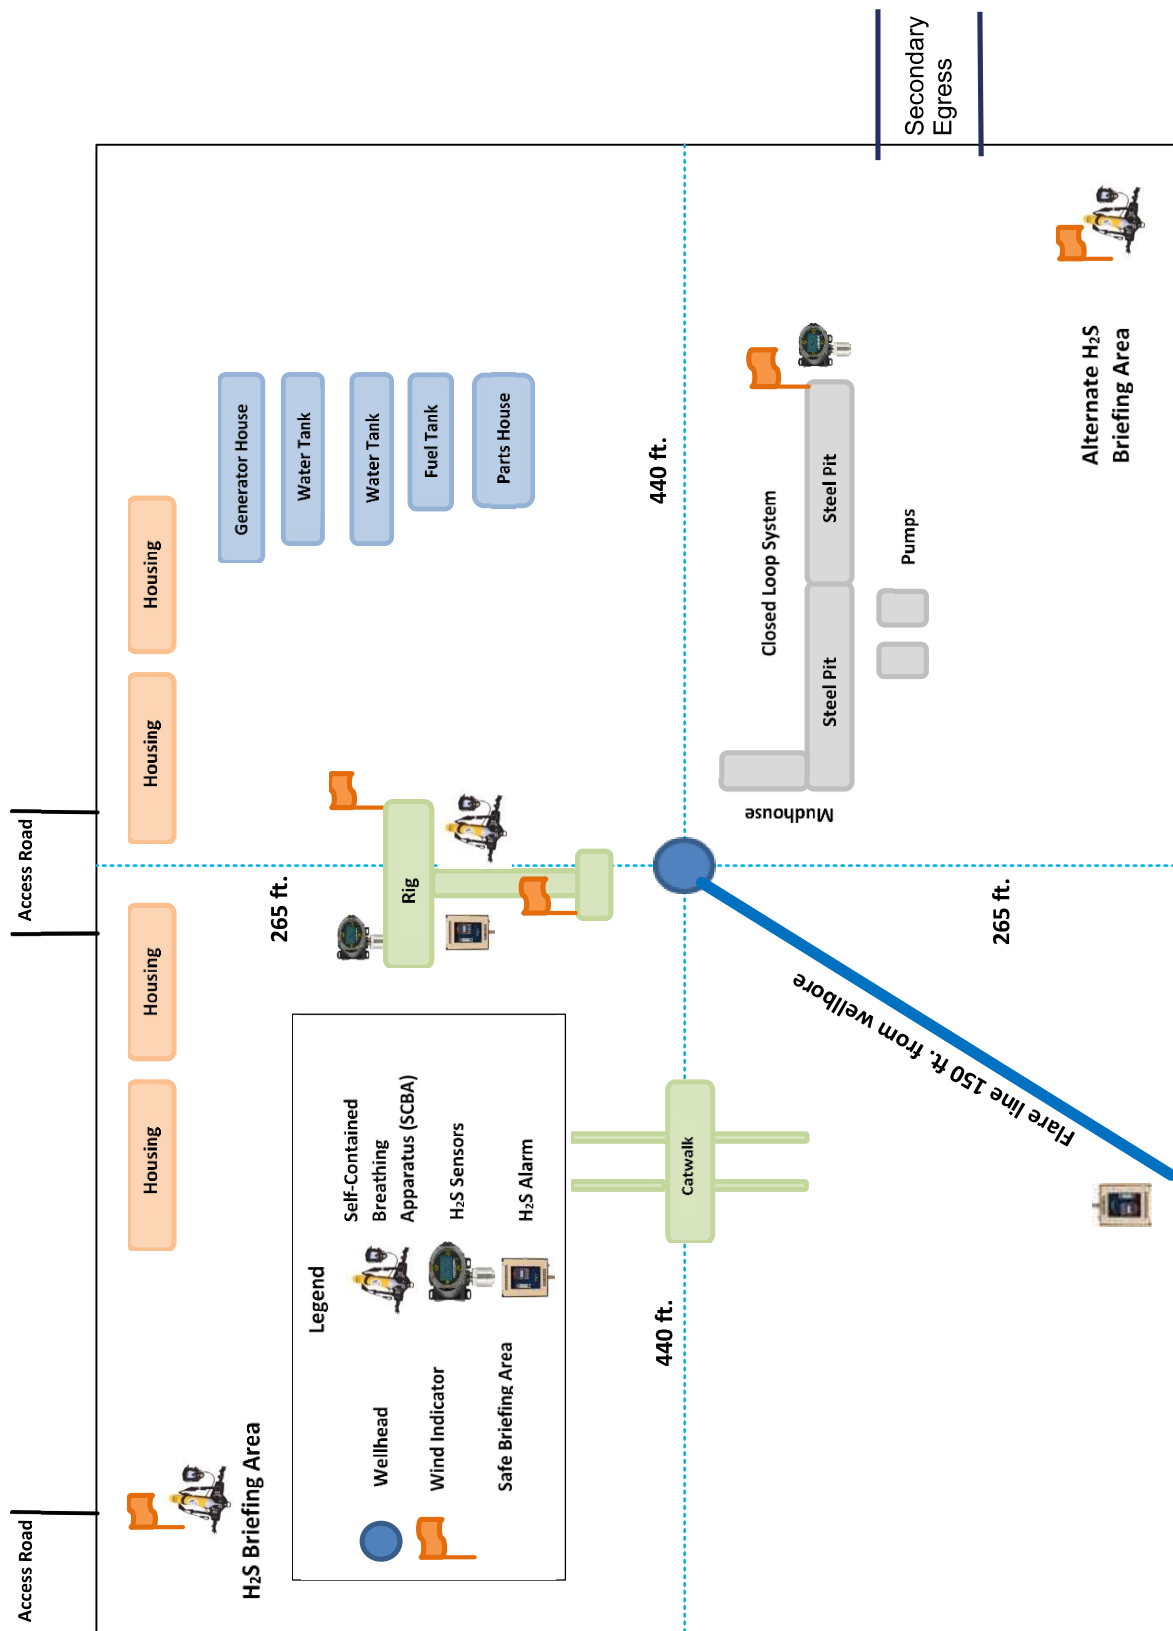 Access Road
Access Road
Secondary
Egress
Housing
Housing
Housing
Housing
H₂S Briefing Area
Generator House
Water Tank
Water Tank
Fuel Tank
Parts House
265 ft.
Rig
Legend
Wellhead
Wind Indicator
Safe Briefing Area
Self-Contained
Breathing
Apparatus (SCBA)
H₂S Sensors
H₂S Alarm
440 ft.
440 ft.
Catwalk
Mudhouse
Closed Loop System
Steel Pit
Steel Pit
Pumps
265 ft.
Flare line 150 ft. from wellbore
Alternate H₂S
Briefing Area